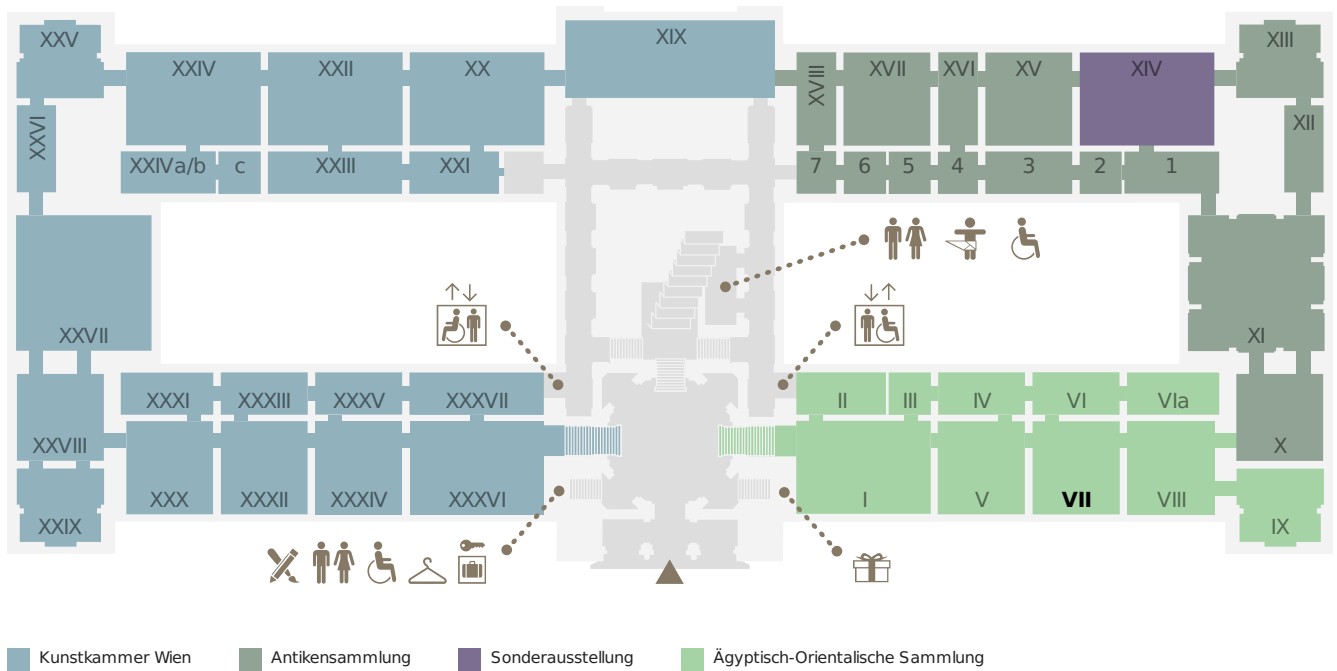 XXV
XXIV
XXII
XX
XIX
XVIII
XVII
XVI
XV
XIV
XIII
XXVI
XII
XXIVa/b
c
XXIII
XXI
7
6
5
4
3
2
1
XXVII
XI
XXXI
XXXIII
XXXV
XXXVII
II
III
IV
VI
VIa
XXVIII
X
XXX
XXXII
XXXIV
XXXVI
I
V
VII
VIII
XXIX
IX
Kunstkammer Wien
Antikensammlung
Sonderausstellung
Ägyptisch-Orientalische Sammlung